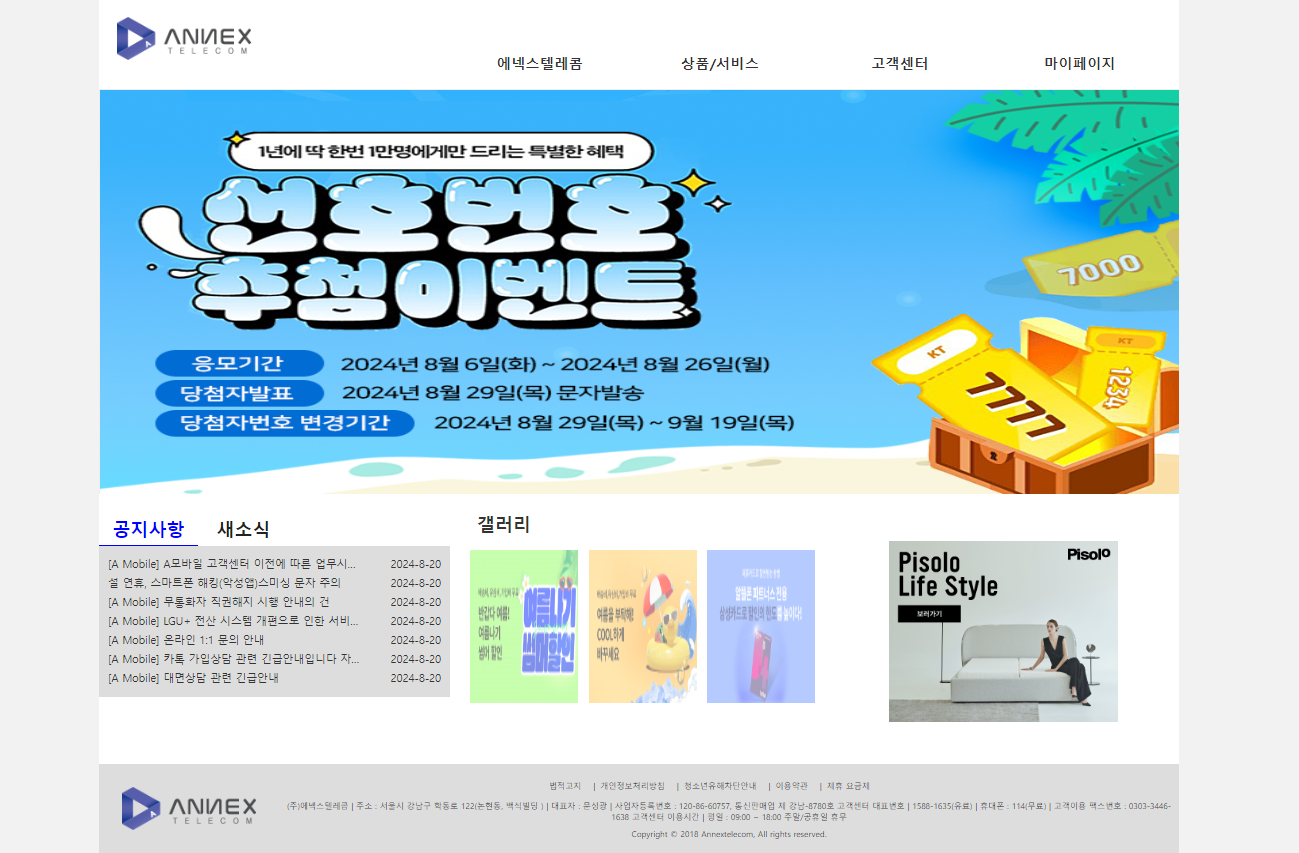 ANNEX
TELECOM
에넥스텔레콤 상품/서비스 고객센터 마이페이지
1년에 딱 한번 1만명에게만 드리는 특별한 혜택
선호번호
추첨이벤트
응모기간 2024년 8월 6일(화) ~ 2024년 8월 26일(월)
당첨자발표 2024년 8월 29일(목) 문자발송
당첨자번호 변경기간 2024년 8월 29일(목) ~ 9월 19일(목)
7000
KT
7777
KT
1234
공지사항 새소식
[A Mobile] A모바일 고객센터 이전에 따른 업무시... 2024-8-20
설 연휴, 스마트폰 해킹(악성앱)스미싱 문자 주의 2024-8-20
[A Mobile] 무통화자 직권해지 시행 안내의 건 2024-8-20
[A Mobile] LGU+ 전산 시스템 개편으로 인한 서비... 2024-8-20
[A Mobile] 온라인 1:1 문의 안내 2024-8-20
[A Mobile] 카톡 가입상담 관련 긴급안내입니다 자... 2024-8-20
[A Mobile] 대면상담 관련 긴급안내 2024-8-20
갤러리
반갑다 여름!
여름나기
썸머 할인
여름나기
썸머할인
여름을 부탁해!
COOL하게
바꾸세요
알뜰폰 파트너스 전용
삼성카드로 할인의 한도를 높이다!
Pisolo
Life Style
보러가기
Pisolo
ANNEX
TELECOM
법적고지 | 개인정보처리방침 | 청소년유해차단안내 | 이용약관 | 제휴 요금제
(주)에넥스텔레콤 | 주소 : 서울시 강남구 학동로 122(논현동, 백식빌딩 ) | 대표자 : 문성광 | 사업자등록번호 : 120-86-60757, 통신판매업 제 강남-8780호 고객센터 대표번호 | 1588-1635(유료) | 휴대폰 : 114(무료) | 고객이용 팩스번호 : 0303-3446-
1638 고객센터 이용시간 | 평일 : 09:00 ~ 18:00 주말/공휴일 휴무
Copyright © 2018 Annextelecom, All rights reserved.